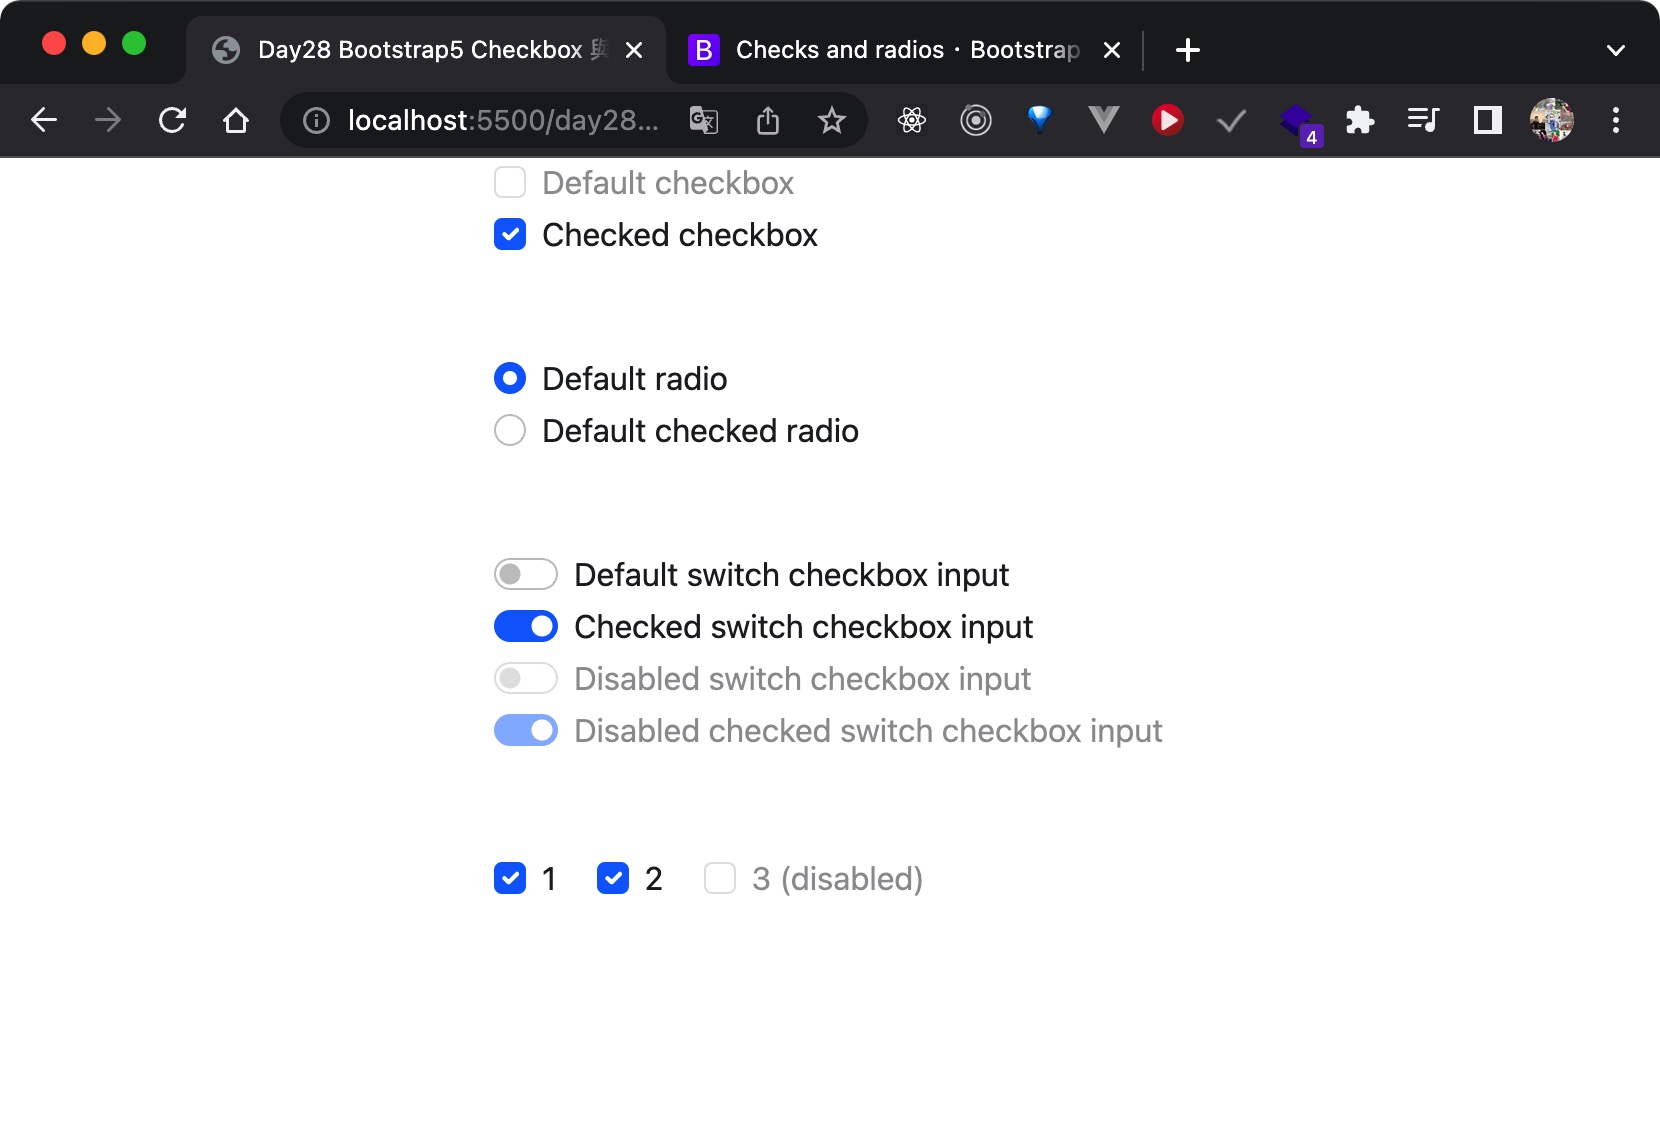 Day28 Bootstrap5 Checkbox 與
B Checks and radios · Bootstrap
localhost:5500/day28...
4
Default checkbox
Checked checkbox
Default radio
Default checked radio
Default switch checkbox input
Checked switch checkbox input
Disabled switch checkbox input
Disabled checked switch checkbox input
1 2 3 (disabled)